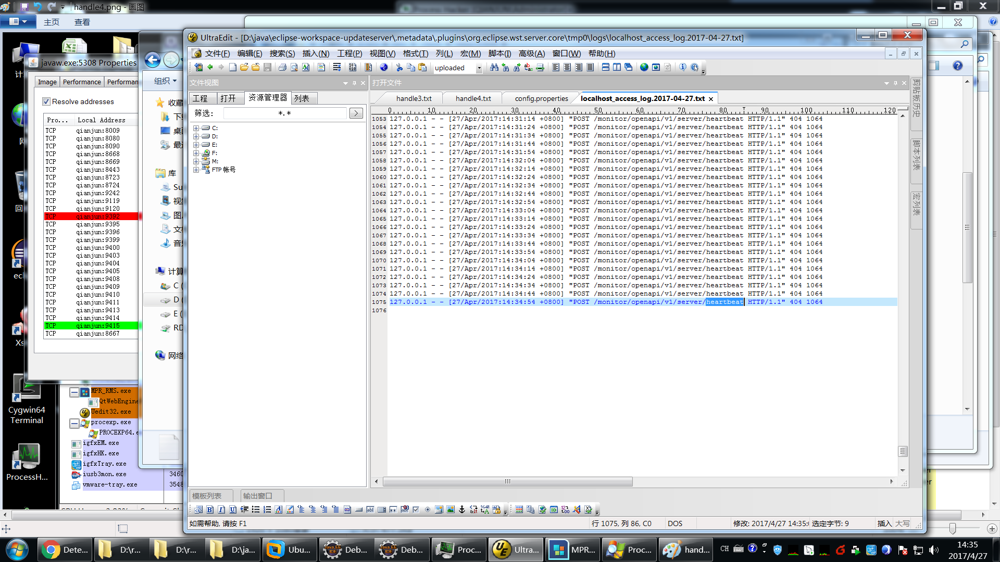 handle4.png - 画图
主页 查看
javaw.exe:5308 Properties
Image Performance Performan
Resolve addresses
Pro... Local Address
TCP qianjun:8009
TCP qianjun:8080
TCP qianjun:8090
TCP qianjun:8668
TCP qianjun:8669
TCP qianjun:8443
TCP qianjun:8723
TCP qianjun:8724
TCP qianjun:9242
TCP qianjun:9119
TCP qianjun:9120
TCP qianjun:9392
TCP qianjun:9395
TCP qianjun:9396
TCP qianjun:9399
TCP qianjun:9400
TCP qianjun:9403
TCP qianjun:9404
TCP qianjun:9405
TCP qianjun:9408
TCP qianjun:9409
TCP qianjun:9410
TCP qianjun:9411
TCP qianjun:9413
TCP qianjun:9414
TCP qianjun:9415
TCP qianjun:8667
组织
收藏
库
Su
计算
C (
D (
E (
RD
网络
Cygwin64
Terminal
ProcessH...
MPR_RMS.exe
QtWebEngine
Uedit32.exe
procexp.exe
PROCEXP64.e
igfxEM.exe
igfxHK.exe
igfxTray.exe
iusb3mon.exe 3460
vmware-tray.exe 3548
UltraEdit - [D:\java\eclipse-workspace-updateserver\.metadata\.plugins\org.eclipse.wst.server.core\tmp0\logs\localhost_access_log.2017-04-27.txt]
文件(F) 编辑(E) 搜索(S) 插入(N) 工程(P) 视图(V) 格式(T) 列(L) 宏(M) 脚本(I) 高级(A) 窗口(W) 帮助(H)
uploaded
文件视图
工程 打开 资源管理器 列表
筛选: *.*
C:
D:
E:
F:
M:
FTP 帐号
打开文件
handle3.txt handle4.txt config.properties localhost_access_log.2017-04-27.txt
0 10 20 30 40 50 60 70 80 90 100 110 120
1053 127.0.0.1 - - [27/Apr/2017:14:31:14 +0800] "POST /monitor/openapi/v1/server/heartbeat HTTP/1.1" 404 1064
1054 127.0.0.1 - - [27/Apr/2017:14:31:24 +0800] "POST /monitor/openapi/v1/server/heartbeat HTTP/1.1" 404 1064
1055 127.0.0.1 - - [27/Apr/2017:14:31:34 +0800] "POST /monitor/openapi/v1/server/heartbeat HTTP/1.1" 404 1064
1056 127.0.0.1 - - [27/Apr/2017:14:31:44 +0800] "POST /monitor/openapi/v1/server/heartbeat HTTP/1.1" 404 1064
1057 127.0.0.1 - - [27/Apr/2017:14:31:54 +0800] "POST /monitor/openapi/v1/server/heartbeat HTTP/1.1" 404 1064
1058 127.0.0.1 - - [27/Apr/2017:14:32:04 +0800] "POST /monitor/openapi/v1/server/heartbeat HTTP/1.1" 404 1064
1059 127.0.0.1 - - [27/Apr/2017:14:32:14 +0800] "POST /monitor/openapi/v1/server/heartbeat HTTP/1.1" 404 1064
1060 127.0.0.1 - - [27/Apr/2017:14:32:24 +0800] "POST /monitor/openapi/v1/server/heartbeat HTTP/1.1" 404 1064
1061 127.0.0.1 - - [27/Apr/2017:14:32:34 +0800] "POST /monitor/openapi/v1/server/heartbeat HTTP/1.1" 404 1064
1062 127.0.0.1 - - [27/Apr/2017:14:32:44 +0800] "POST /monitor/openapi/v1/server/heartbeat HTTP/1.1" 404 1064
1063 127.0.0.1 - - [27/Apr/2017:14:32:54 +0800] "POST /monitor/openapi/v1/server/heartbeat HTTP/1.1" 404 1064
1064 127.0.0.1 - - [27/Apr/2017:14:33:04 +0800] "POST /monitor/openapi/v1/server/heartbeat HTTP/1.1" 404 1064
1065 127.0.0.1 - - [27/Apr/2017:14:33:14 +0800] "POST /monitor/openapi/v1/server/heartbeat HTTP/1.1" 404 1064
1066 127.0.0.1 - - [27/Apr/2017:14:33:24 +0800] "POST /monitor/openapi/v1/server/heartbeat HTTP/1.1" 404 1064
1067 127.0.0.1 - - [27/Apr/2017:14:33:34 +0800] "POST /monitor/openapi/v1/server/heartbeat HTTP/1.1" 404 1064
1068 127.0.0.1 - - [27/Apr/2017:14:33:44 +0800] "POST /monitor/openapi/v1/server/heartbeat HTTP/1.1" 404 1064
1069 127.0.0.1 - - [27/Apr/2017:14:33:54 +0800] "POST /monitor/openapi/v1/server/heartbeat HTTP/1.1" 404 1064
1070 127.0.0.1 - - [27/Apr/2017:14:34:04 +0800] "POST /monitor/openapi/v1/server/heartbeat HTTP/1.1" 404 1064
1071 127.0.0.1 - - [27/Apr/2017:14:34:14 +0800] "POST /monitor/openapi/v1/server/heartbeat HTTP/1.1" 404 1064
1072 127.0.0.1 - - [27/Apr/2017:14:34:24 +0800] "POST /monitor/openapi/v1/server/heartbeat HTTP/1.1" 404 1064
1073 127.0.0.1 - - [27/Apr/2017:14:34:34 +0800] "POST /monitor/openapi/v1/server/heartbeat HTTP/1.1" 404 1064
1074 127.0.0.1 - - [27/Apr/2017:14:34:44 +0800] "POST /monitor/openapi/v1/server/heartbeat HTTP/1.1" 404 1064
1075 127.0.0.1 - - [27/Apr/2017:14:34:54 +0800] "POST /monitor/openapi/v1/server/heartbeat HTTP/1.1" 404 1064
1076
剪贴板历史
脚本列表
宏列表
模板列表 输出窗口
如需帮助, 请按 F1 行 1075, 列 86, C0 DOS 修改: 2017/4/27 14:35: 选定字节: 9 插入 大写
Dete... D:\r... D:\r... D:\ja... Ubu... Deb... Deb... Proc... Ultra... MPR... Proc... hand... CH
14:35
2017/4/27